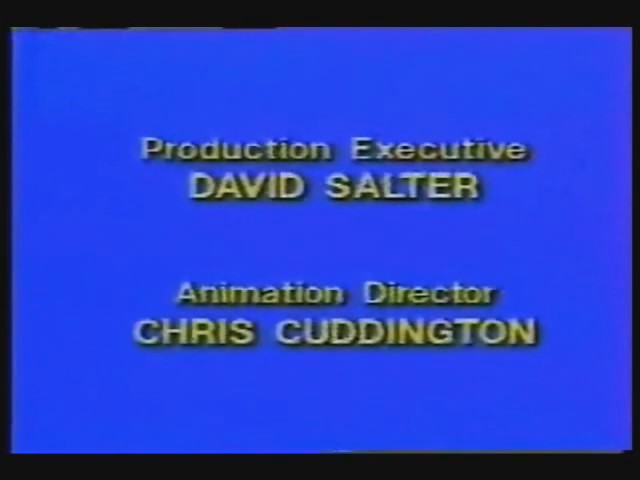 Production Executive
DAVID SALTER
Animation Director
CHRIS CUDDINGTON